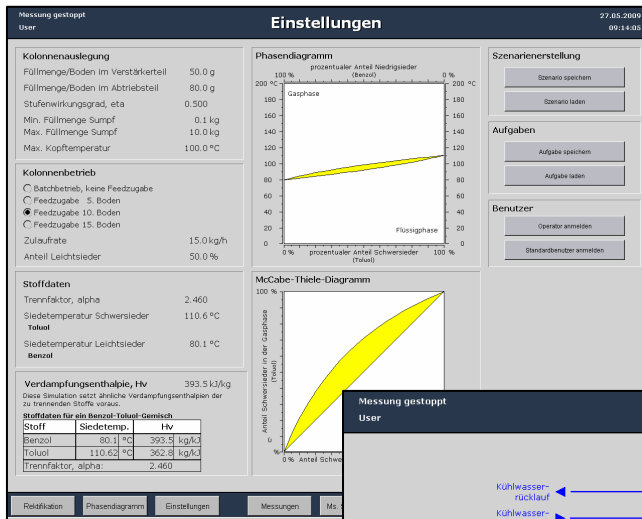 Messung gestoppt
User
Einstellungen
27.05.2009
09:14:05
Kolonnenauslegung
Füllmenge/Boden im Verstärkerteil 50.0 g
Füllmenge/Boden im Abtriebsteil 80.0 g
Stufenwirkungsgrad, eta 0.500
Min. Füllmenge Sumpf 0.1 kg
Max. Füllmenge Sumpf 10.0 kg
Max. Kopftemperatur 100.0 °C
Kolonnenbetrieb
Batchbetrieb, keine Feedzugabe
Feedzugabe 5. Boden
Feedzugabe 10. Boden
Feedzugabe 15. Boden
Zulaufrate 15.0 kg/h
Anteil Leichtsieder 50.0 %
Stoffdaten
Trennfaktor, alpha 2.460
Siedetemperatur Schwersieder 110.6 °C
Toluol
Siedetemperatur Leichtsieder 80.1 °C
Benzol
Verdampfungsenthalpie, Hv 393.5 kJ/kg
Diese Simulation setzt ähnliche Verdampfungsenthalpien der
zu trennenden Stoffe voraus.
Stoffdaten für ein Benzol-Toluol-Gemisch
Stoff Siedetemp. Hv
Benzol 80.1 °C 393.5 kg/kJ
Toluol 110.62 °C 362.8 kg/kJ
Trennfaktor, alpha: 2.460
Phasendiagramm
prozentualer Anteil Niedrigsieder
100 % (Benzol) 0 %
200 °C 200 °C
Gasphase
180 180
160 160
140 140
120 120
100 100
80 80
60 60
40 40
20 20
Flüssigphase
0 0
0 % prozentualer Anteil Schwersieder 100 %
(Toluol)
McCabe-Thiele-Diagramm
100 %
Anteil Schwersieder in der Gasphase
(Toluol)
0 %
0 % Anteil Schwe
Szenarienerstellung
Szenario speichern
Szenario laden
Aufgaben
Aufgabe speichern
Aufgabe laden
Benutzer
Operator anmelden
Standardbenutzer anmelden
Rektifikation Phasendiagramm Einstellungen Messungen Ms.
Messung gestoppt
User
Kühlwasser-
rücklauf
Kühlwasser-